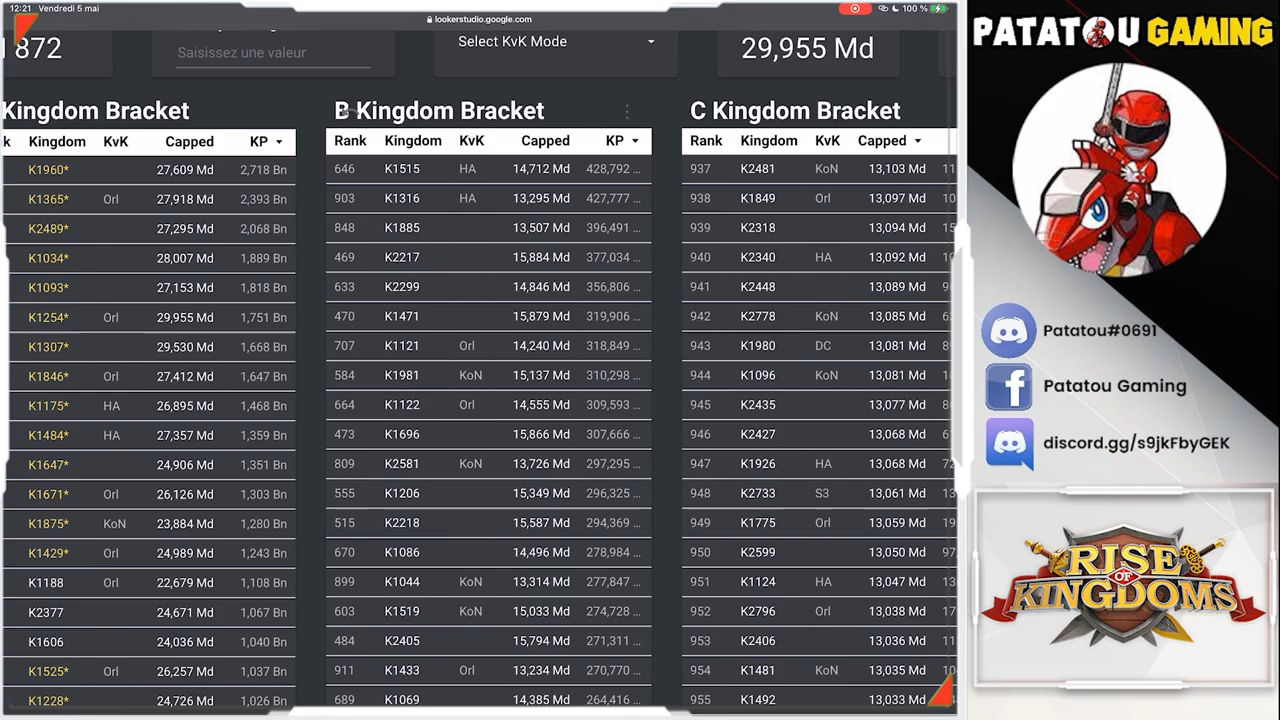 12:21 Vendredi 5 mai
100 %
lookerstudio.google.com
1 872
Saisissez une valeur
Select KvK Mode
29,955 Md
Kingdom Bracket
Kingdom KvK Capped KP
K1960* 27,609 Md 2,718 Bn
K1365* Orl 27,918 Md 2,393 Bn
K2489* 27,295 Md
K1034* 28,007 Md 1,889 Bn
K1093* 27,153 Md 1,818 Bn
K1254* Orl 29,955 Md 1,751 Bn
K1307* 29,530 Md 1,668 Bn
K1846* Orl 27,412 Md 1,647 Bn
K1175* HA 26,895 Md 1,468 Bn
K1484* HA 27,357 Md 1,359 Bn
K1647* 24,906 Md 1,351 Bn
K1671* Orl 26,126 Md 1,303 Bn
K1875* KoN 23,884 Md 1,280 Bn
K1429* Orl 24,989 Md 1,243 Bn
K1188 Orl 22,679 Md 1,108 Bn
K2377 24,671 Md 1,067 Bn
K1606 24,036 Md 1,040 Bn
K1525* Orl 26,257 Md 1,037 Bn
K1228* 24,726 Md 1,026 Bn
B Kingdom Bracket
Rank Kingdom KvK Capped KP
646 K1515 HA 14,712 Md 428,792 ...
903 K1316 HA 13,295 Md 427,777 ...
848 K1885 13,507 Md 396,491 ...
469 K2217 15,884 Md 377,034 ...
633 K2299 14,846 Md 356,806 ...
470 K1471 15,879 Md 319,906 ...
707 K1121 Orl 14,240 Md 318,849 ...
584 K1981 KoN 15,137 Md 310,298 ...
664 K1122 Orl 14,555 Md 309,593 ...
473 K1696 15,866 Md 307,666 ...
809 K2581 KoN 13,726 Md 297,295 ...
555 K1206 15,349 Md 296,325 ...
515 K2218 15,587 Md 294,369 ...
670 K1086 14,496 Md 278,984 ...
899 K1044 KoN 13,314 Md 277,847 ...
603 K1519 KoN 15,033 Md 274,728 ...
484 K2405 15,794 Md 271,311 ...
911 K1433 Orl 13,234 Md 270,770 ...
689 K1069 14,385 Md 264,416 ...
C Kingdom Bracket
Rank Kingdom KvK Capped
937 K2481 KoN 13,103 Md
938 K1849 Orl 13,097 Md
939 K2318 13,094 Md
940 K2340 HA 13,092 Md
941 K2448 13,089 Md
942 K2778 KoN 13,085 Md
943 K1980 DC 13,081 Md
944 K1096 KoN 13,081 Md
945 K2435 13,077 Md
946 K2427 13,068 Md
947 K1926 HA 13,068 Md
948 K2733 S3 13,061 Md
949 K1775 Orl 13,059 Md
950 K2599 13,050 Md
951 K1124 HA 13,047 Md
952 K2796 Orl 13,038 Md
953 K2406 13,036 Md
954 K1481 KoN 13,035 Md
955 K1492 13,033 Md
PATATOU GAMING
Patatou#0691
Patatou Gaming
discord.gg/s9jkFbyGEK
RISE
OF
KINGDOMS